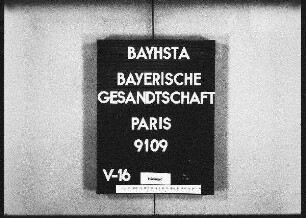 BAYHSTA
BAYERISCHE
GESANDTSCHAFT
PARIS
9109
V-16